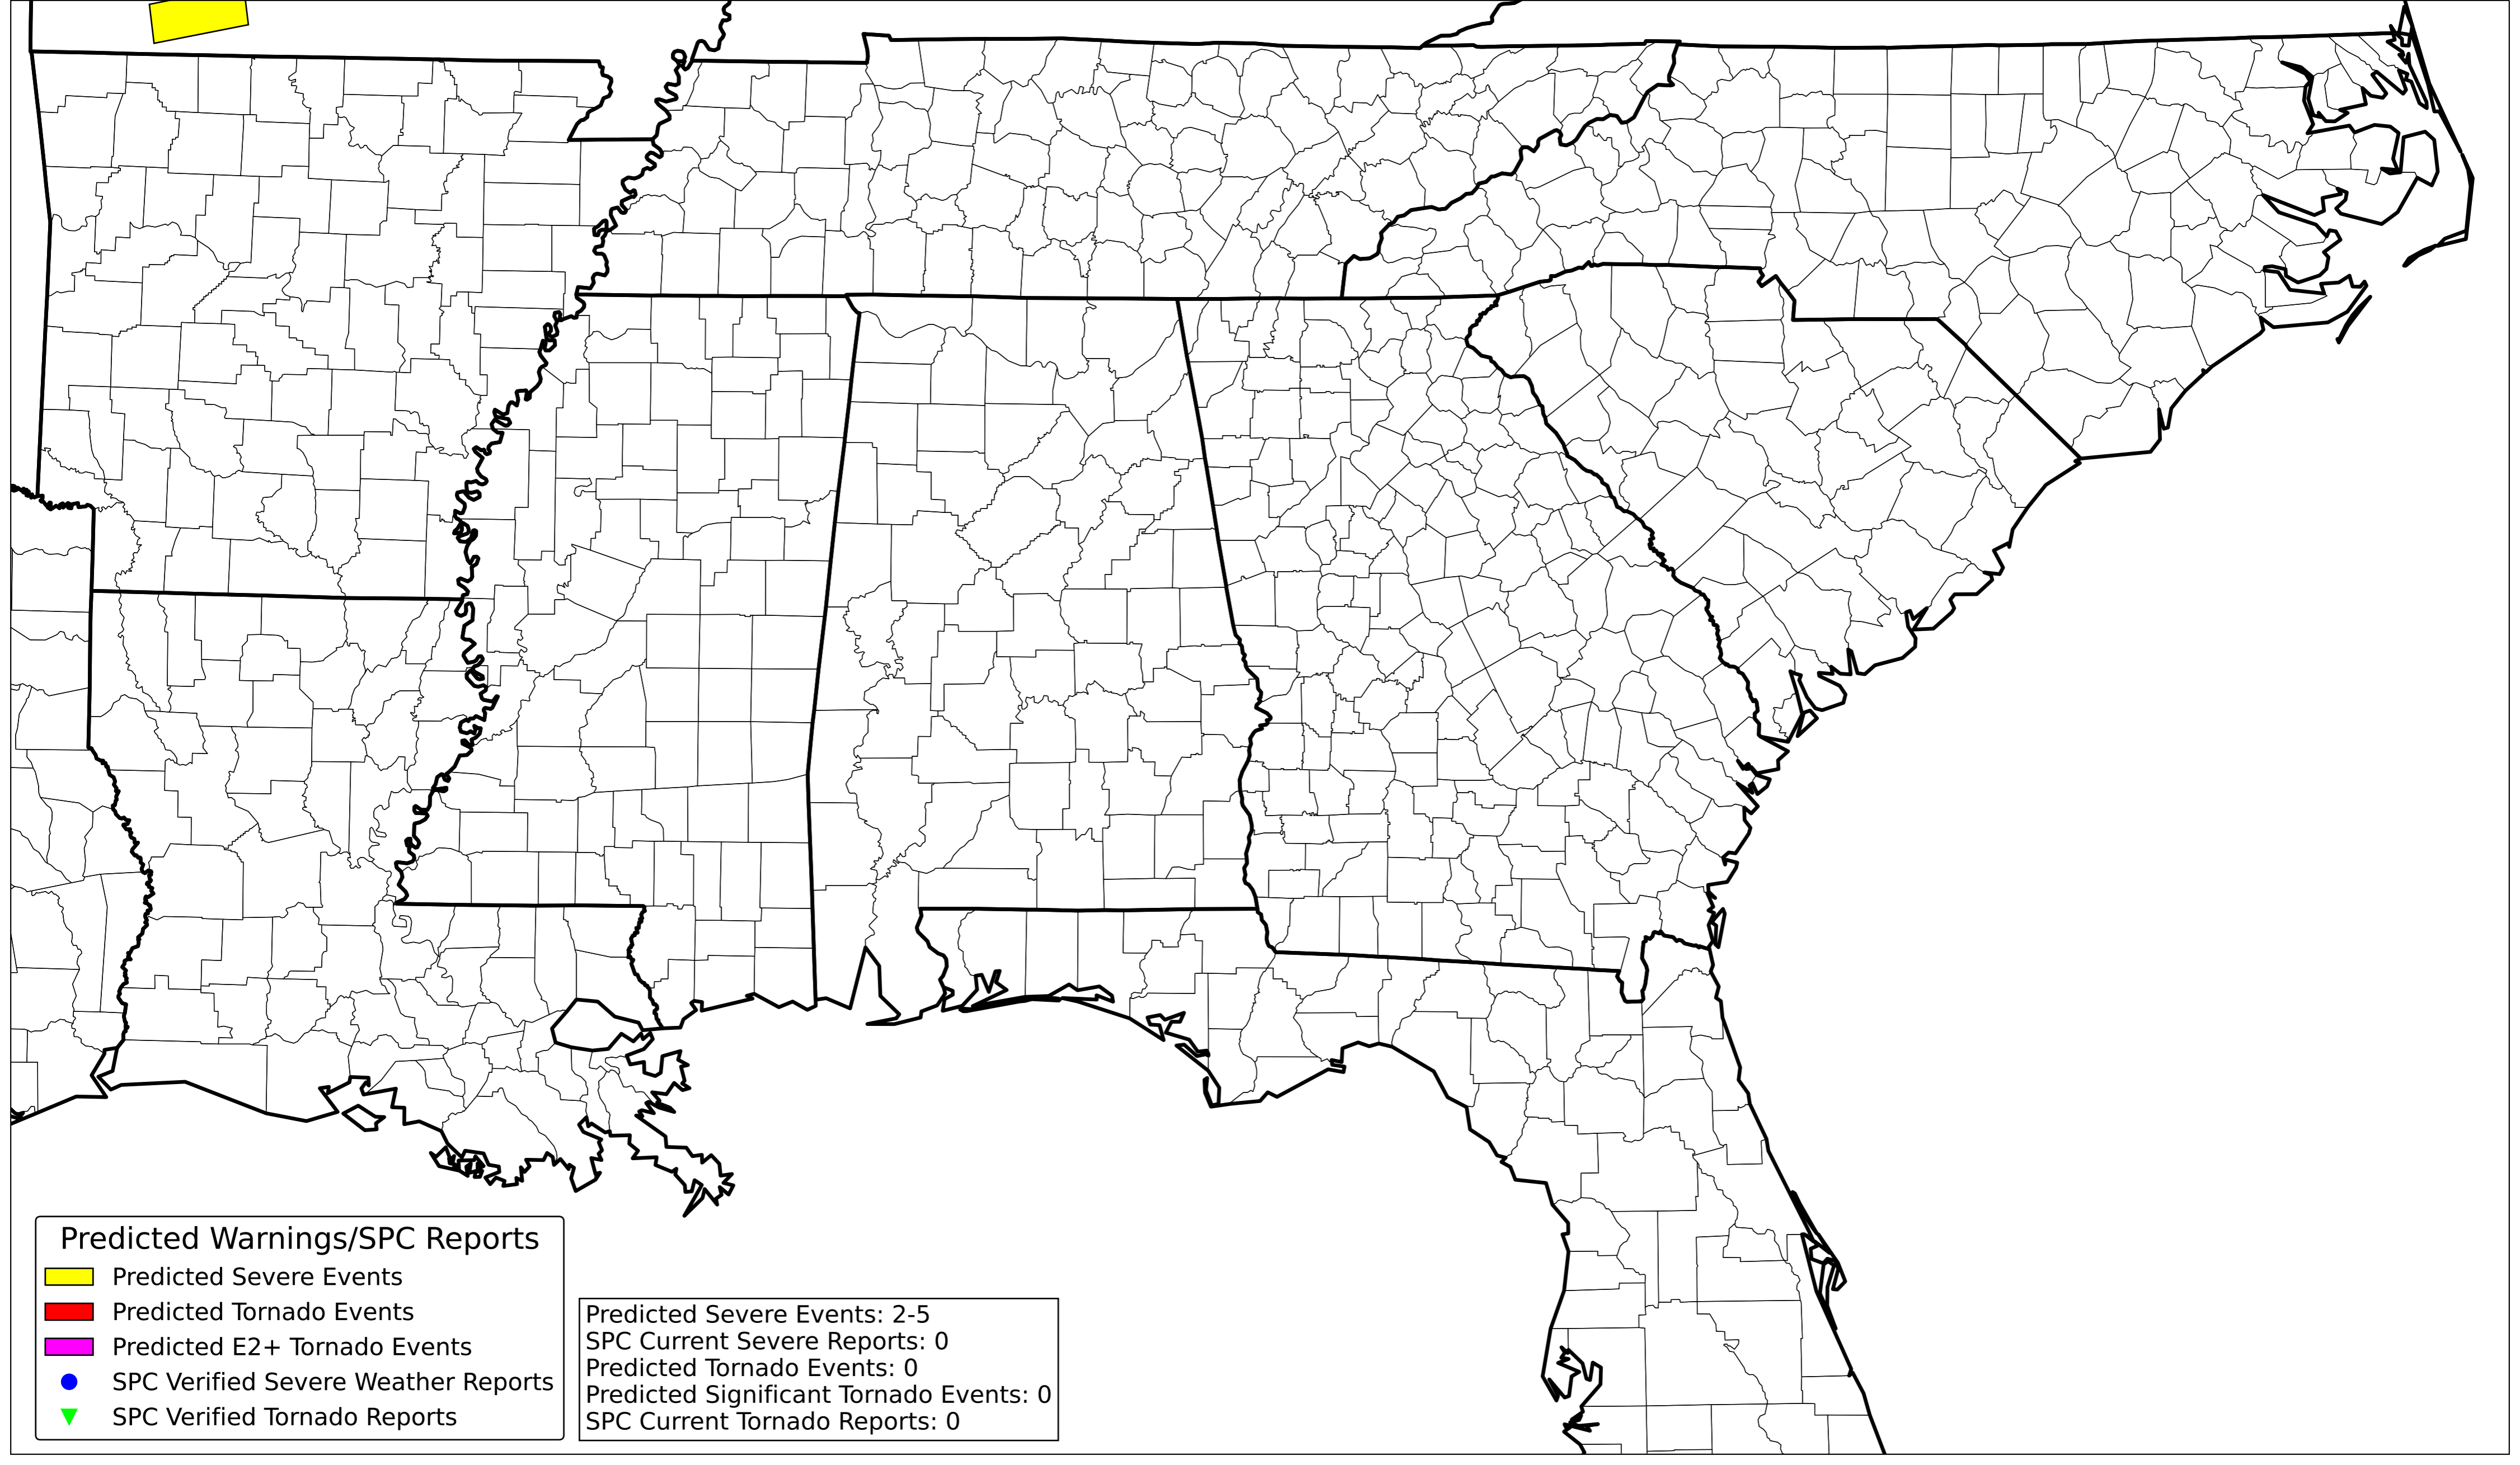 Predicted Warnings/SPC Reports
Predicted Severe Events
Predicted Tornado Events
Predicted E2+ Tornado Events
SPC Verified Severe Weather Reports
SPC Verified Tornado Reports
Predicted Severe Events: 2-5
SPC Current Severe Reports: 0
Predicted Tornado Events: 0
Predicted Significant Tornado Events: 0
SPC Current Tornado Reports: 0